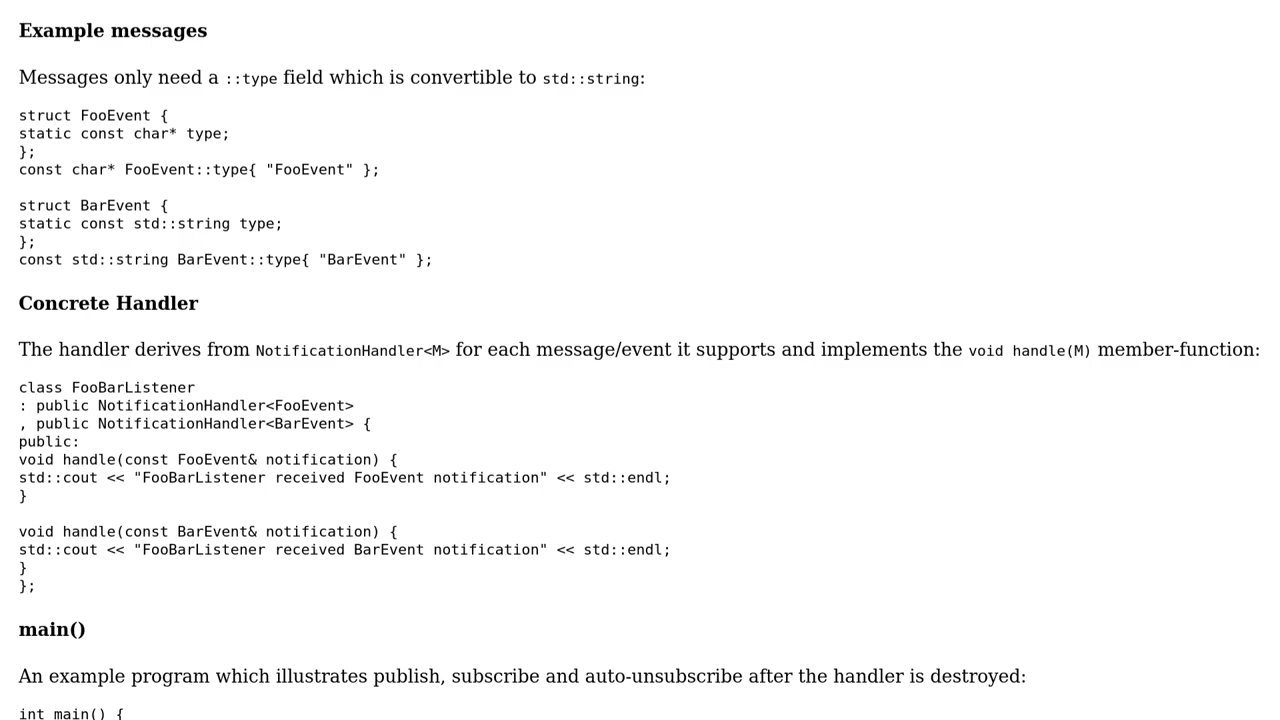 Example messages
Messages only need a ::type field which is convertible to std::string:
struct FooEvent {
static const char* type;
};
const char* FooEvent::type{ "FooEvent" };
struct BarEvent {
static const std::string type;
};
const std::string BarEvent::type{ "BarEvent" };
Concrete Handler
The handler derives from NotificationHandler<M> for each message/event it supports and implements the void handle(M) member-function:
class FooBarListener
: public NotificationHandler<FooEvent>
, public NotificationHandler<BarEvent> {
public:
void handle(const FooEvent& notification) {
std::cout << "FooBarListener received FooEvent notification" << std::endl;
}
void handle(const BarEvent& notification) {
std::cout << "FooBarListener received BarEvent notification" << std::endl;
}
};
main()
An example program which illustrates publish, subscribe and auto-unsubscribe after the handler is destroyed:
int main() {